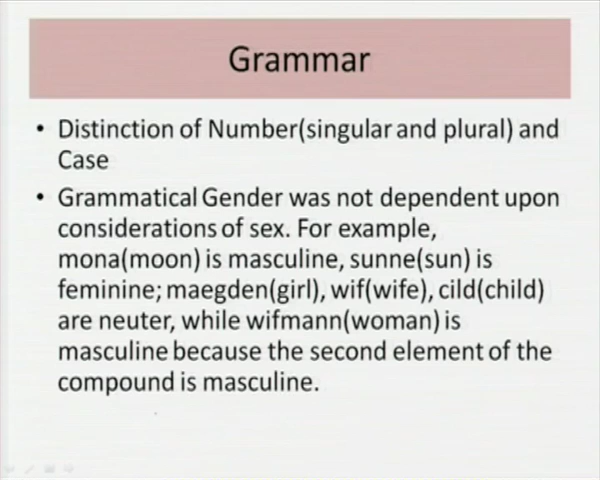 Grammar
• Distinction of Number(singular and plural) and
Case
• Grammatical Gender was not dependent upon
considerations of sex. For example,
mona(moon) is masculine, sunne(sun) is
feminine; maegden(girl), wif(wife), cild(child)
are neuter, while wifmann(woman) is
masculine because the second element of the
compound is masculine.